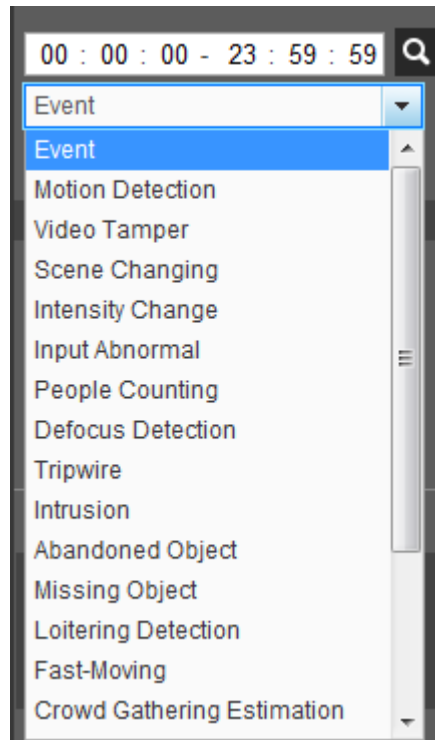 00 : 00 : 00 - 23 : 59 : 59
Event
Event
Motion Detection
Video Tamper
Scene Changing
Intensity Change
Input Abnormal
People Counting
Defocus Detection
Tripwire
Intrusion
Abandoned Object
Missing Object
Loitering Detection
Fast-Moving
Crowd Gathering Estimation